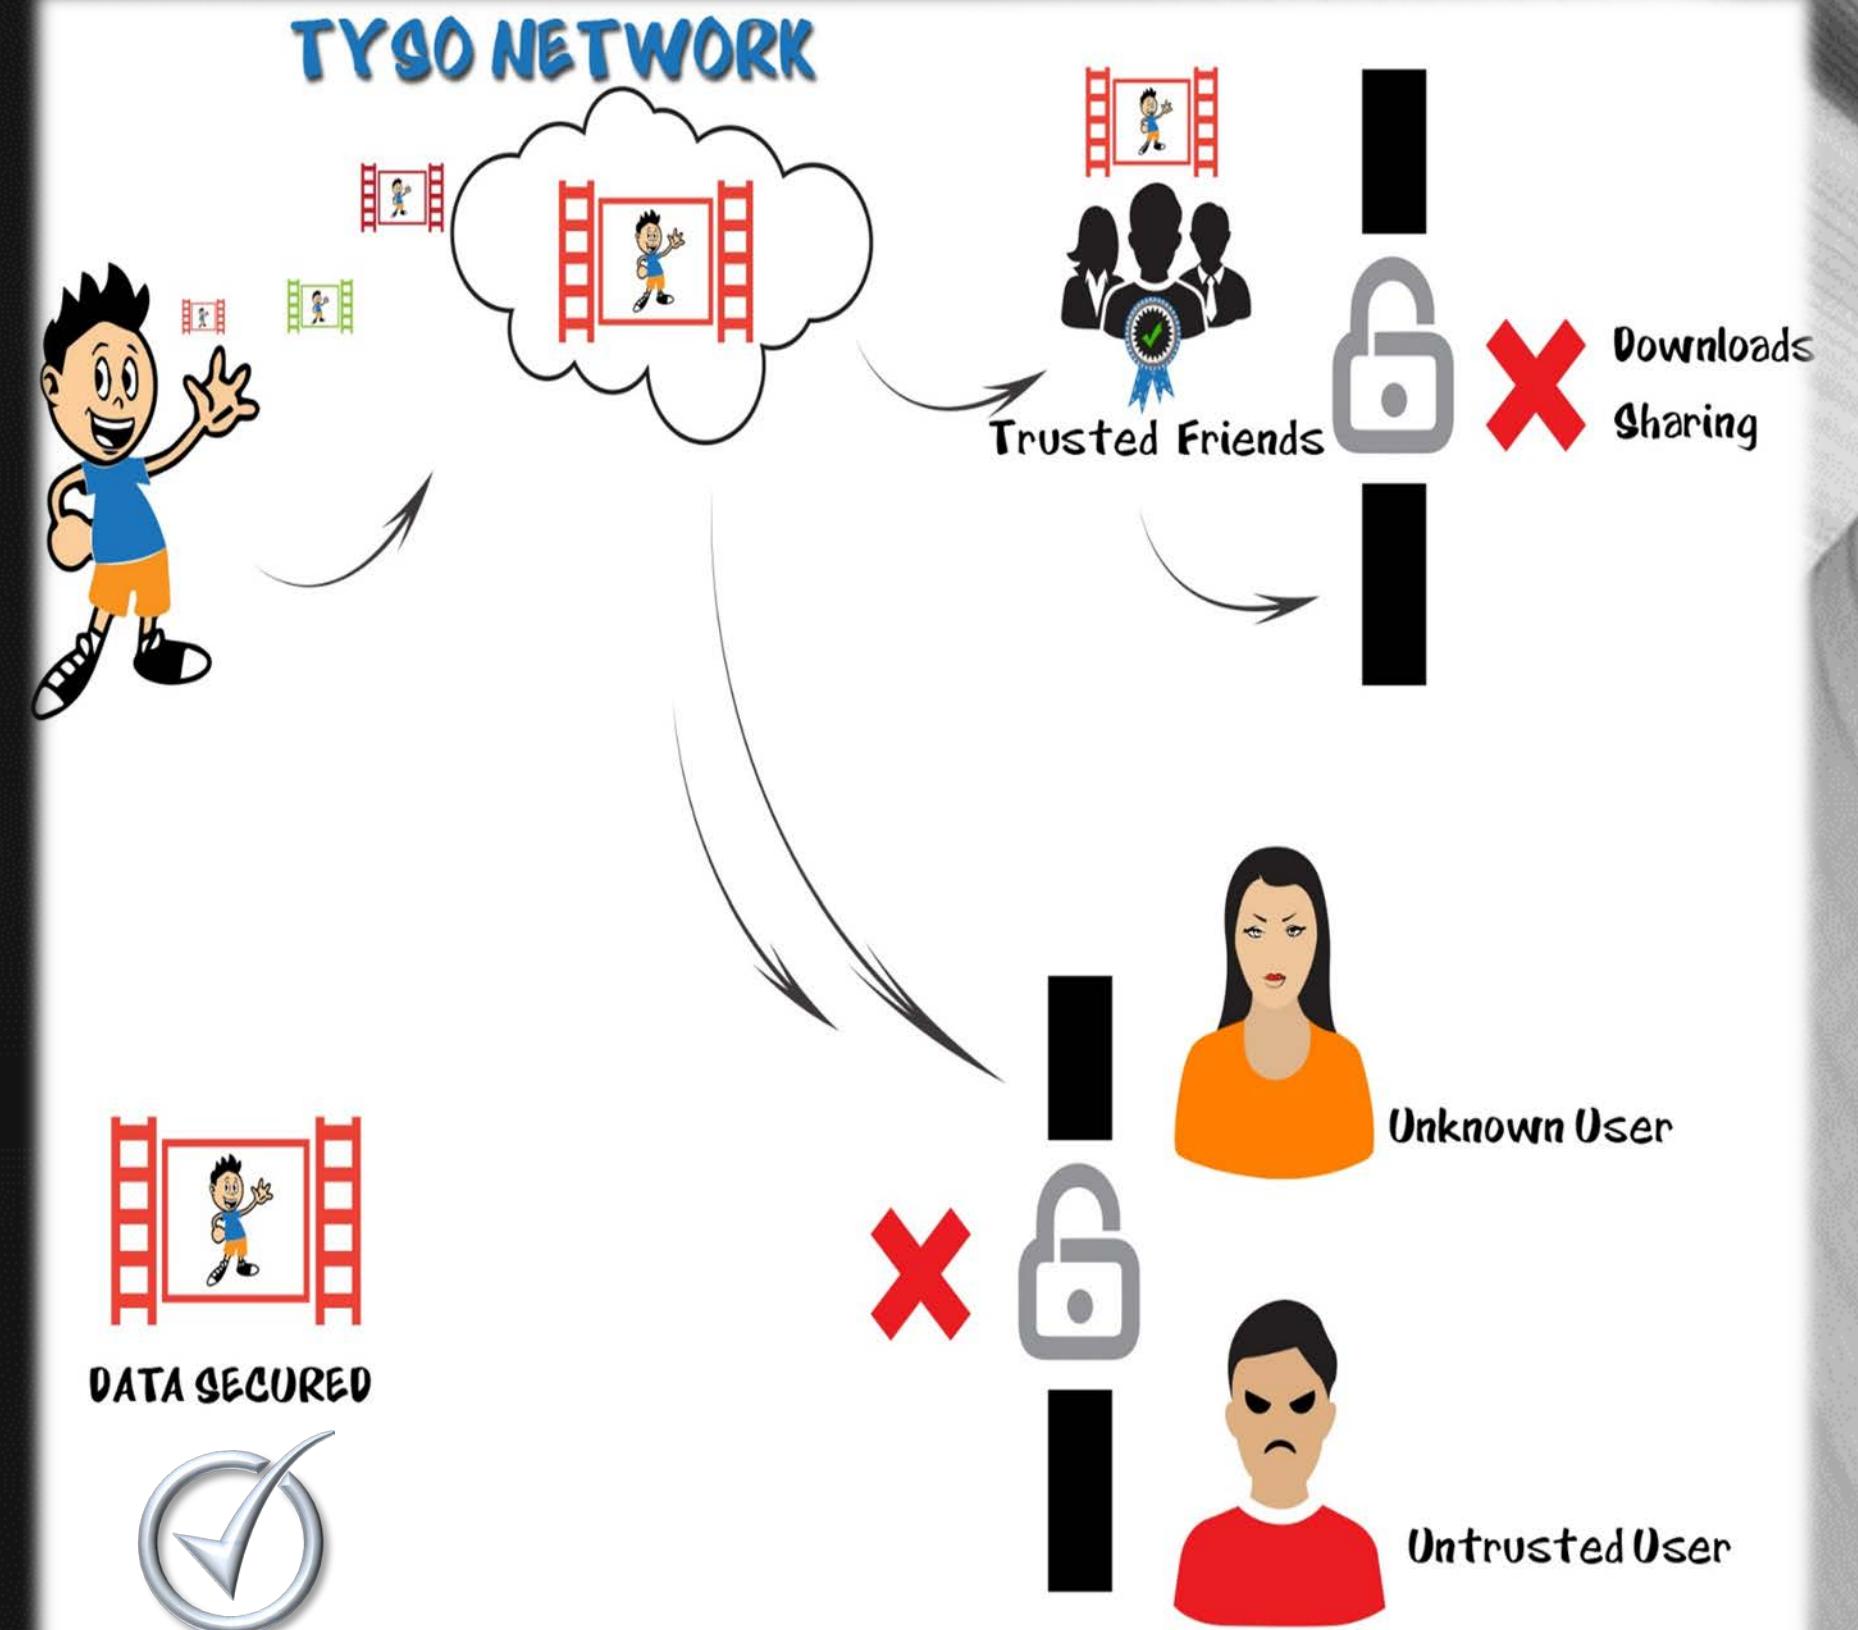 TYSO NETWORK
Trusted Friends
Downloads
Sharing
Unknown User
DATA SECURED
Untrusted User